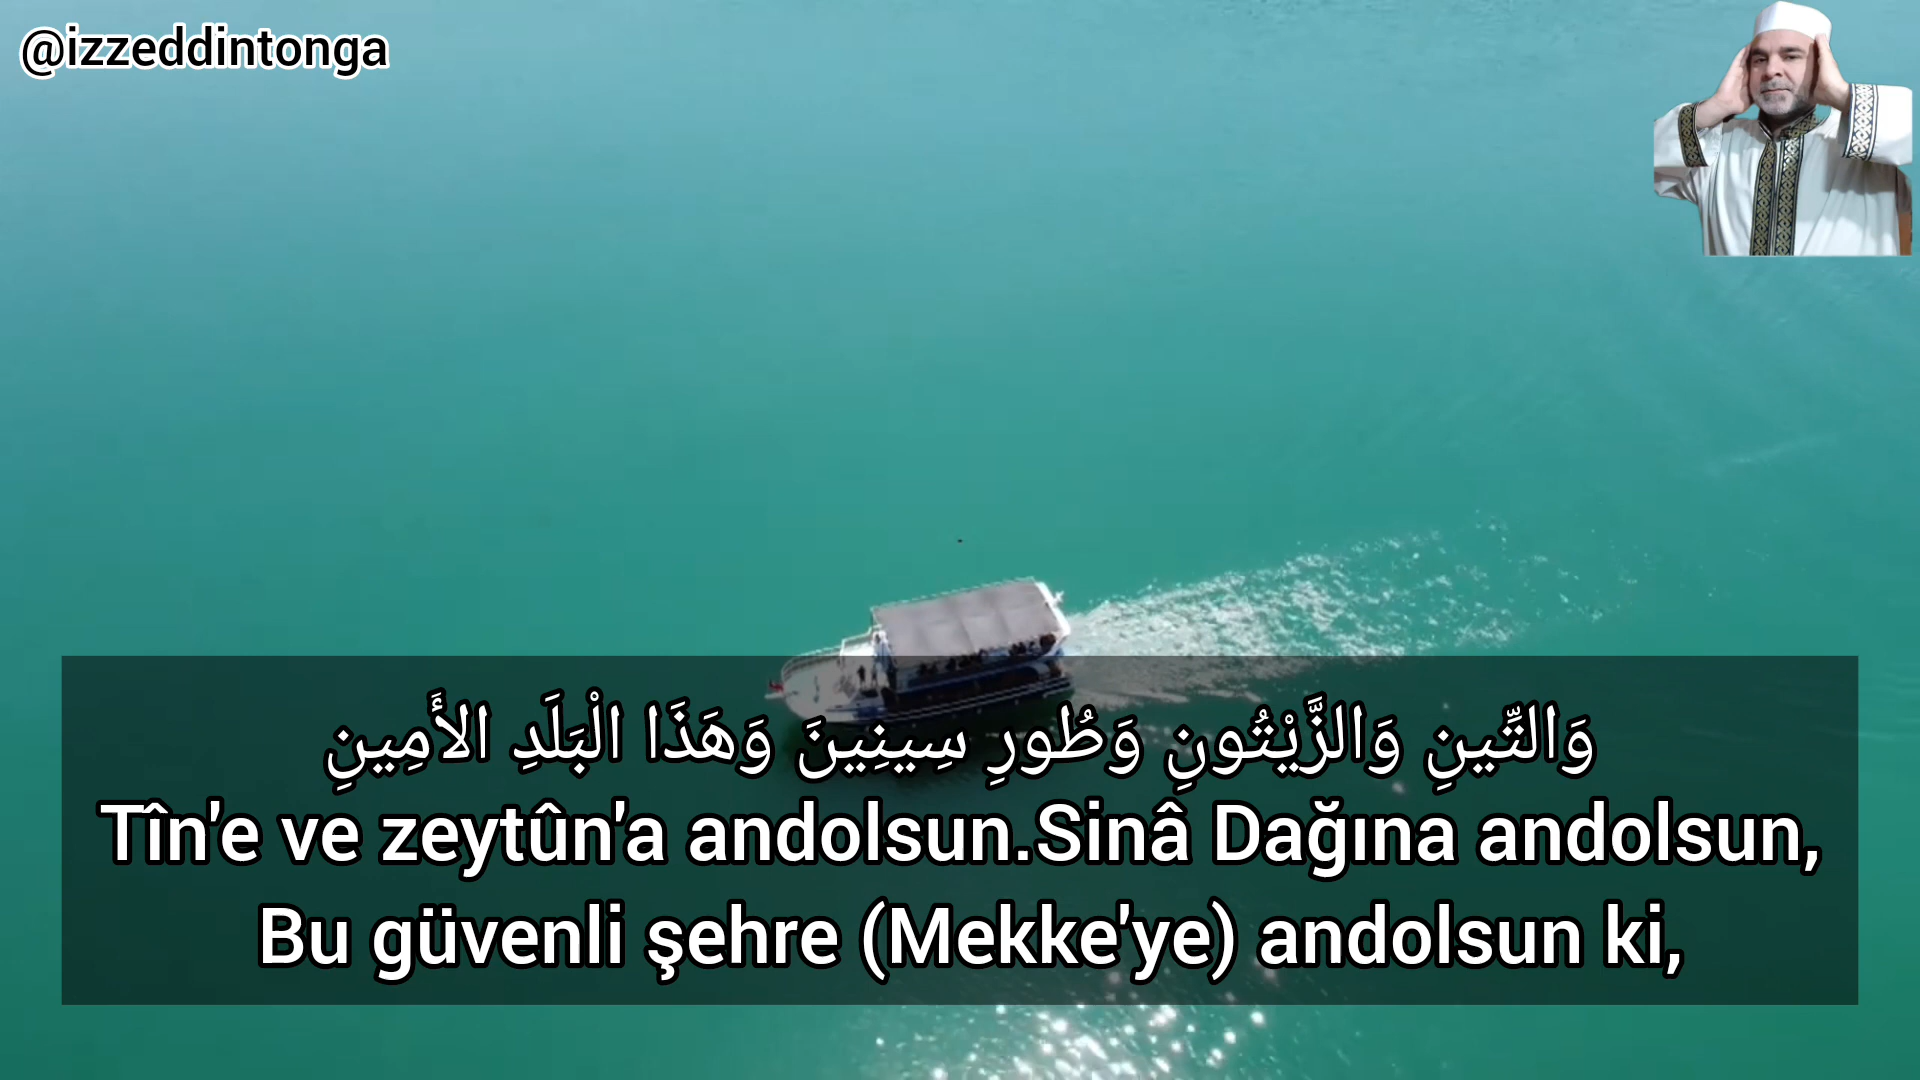 @izzeddintonga
وَالتِّينِ وَالزَّيْتُونِ وَطُورِ سِينِينَ وَهَذَا الْبَلَدِ الأَمِينِ
Tîn'e ve zeytûn'a andolsun.Sinâ Dağına andolsun,
Bu güvenli şehre (Mekke'ye) andolsun ki,